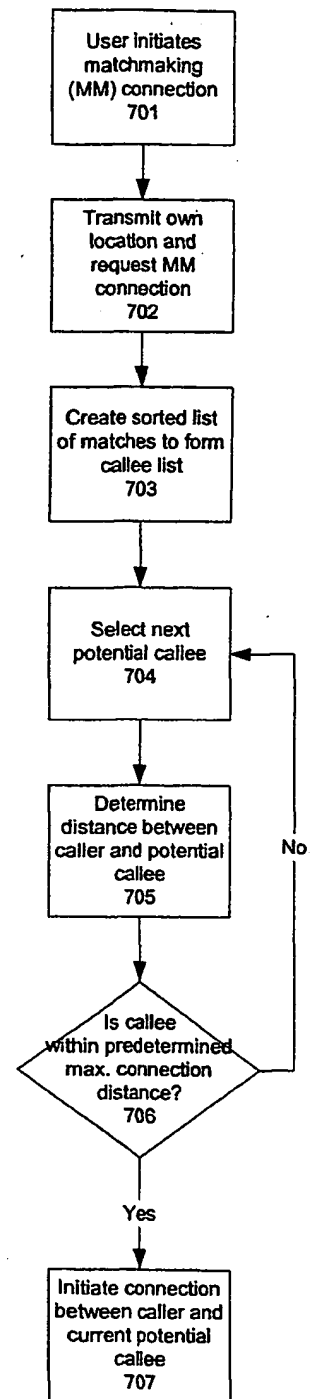 User initiates
matchmaking
(MM) connection
701
Transmit own
location and
request MM
connection
702
Create sorted list
of matches to form
callee list
703
Select next
potential callee
704
Determine
distance between
caller and potential
callee
705
No
Is callee
within predetermined
max. connection
distance?
706
Yes
Initiate connection
between caller and
current potential
callee
707